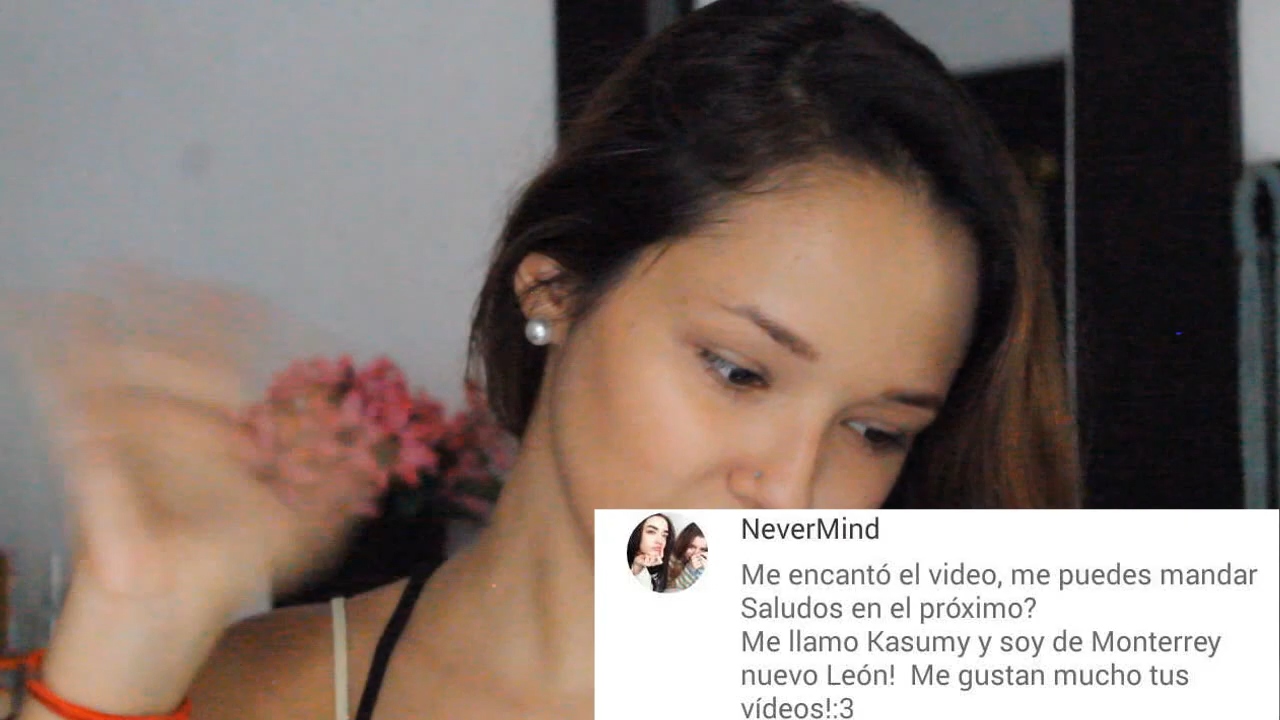 NeverMind
Me encantó el video, me puedes mandar
Saludos en el próximo?
Me llamo Kasumy y soy de Monterrey
nuevo León!  Me gustan mucho tus
vídeos!:3